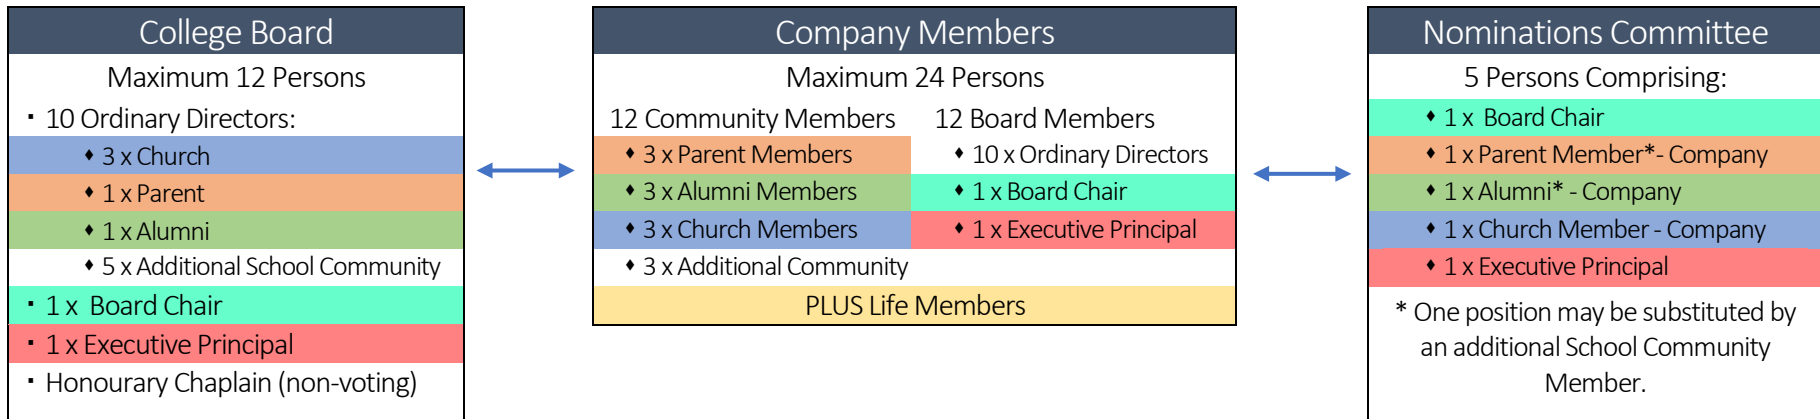 College Board
Maximum 12 Persons
▪ 10 Ordinary Directors:
♦ 3 x Church
♦ 1 x Parent
♦ 1 x Alumni
♦ 5 x Additional School Community
▪ 1 x Board Chair
▪ 1 x Executive Principal
▪ Honourary Chaplain (non-voting)
Company Members
Maximum 24 Persons
12 Community Members
♦ 3 x Parent Members
♦ 3 x Alumni Members
♦ 3 x Church Members
♦ 3 x Additional Community
12 Board Members
♦ 10 x Ordinary Directors
♦ 1 x Board Chair
♦ 1 x Executive Principal
PLUS Life Members
Nominations Committee
5 Persons Comprising:
♦ 1 x Board Chair
♦ 1 x Parent Member* - Company
♦ 1 x Alumni* - Company
♦ 1 x Church Member - Company
♦ 1 x Executive Principal
* One position may be substituted by
an additional School Community
Member.